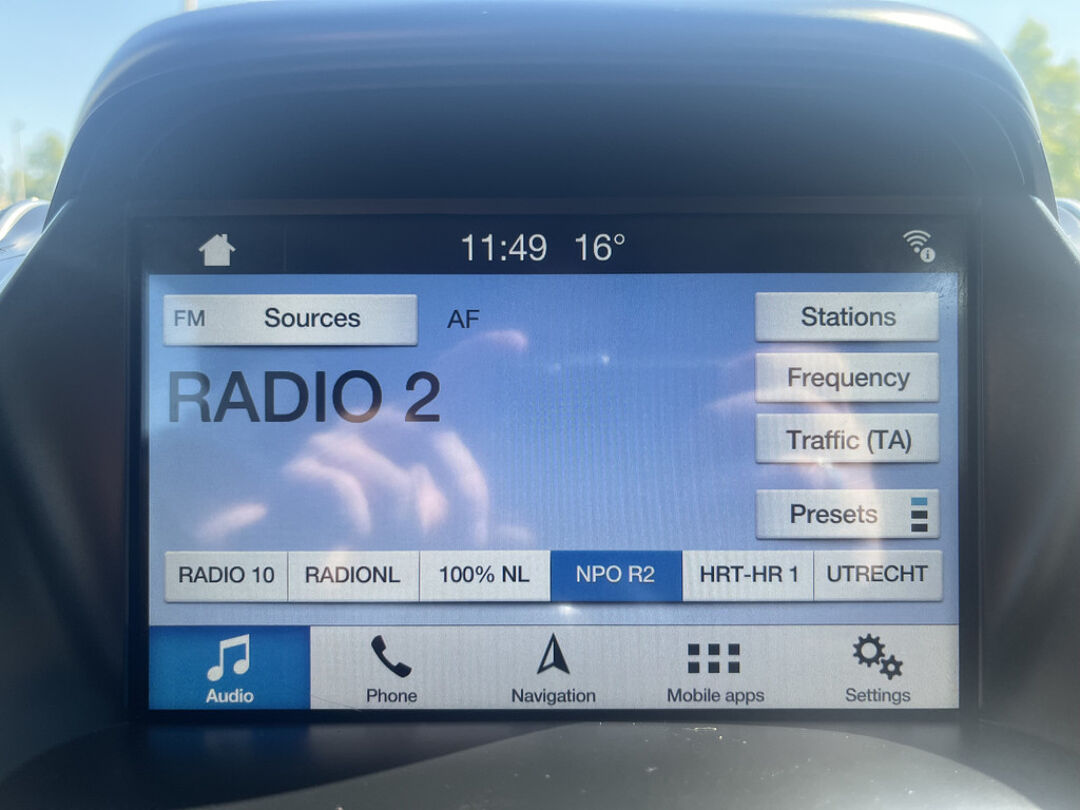 11:49 16°
FM Sources AF
Stations
RADIO 2
Frequency
Traffic (TA)
Presets
RADIO 10 RADIONL 100% NL NPO R2 HRT-HR 1 UTRECHT
Audio Phone Navigation Mobile apps Settings